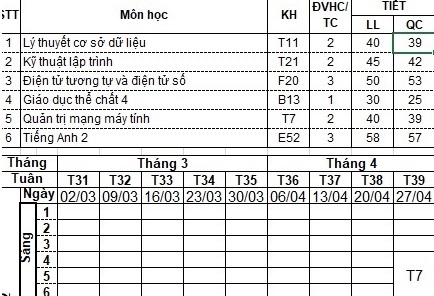 STT Môn học KH ĐVHC/TC TIẾT LL QC
1 Lý thuyết cơ sở dữ liệu T11 2 40 39
2 Kỹ thuật lập trình T21 2 45 42
3 Điện tử tương tự và điện tử số F20 3 50 53
4 Giáo dục thể chất 4 B13 1 30 25
5 Quản trị mạng máy tính T7 2 40 39
6 Tiếng Anh 2 E52 3 58 57
Tháng Tháng 3 Tháng 4
Tuần T31 T32 T33 T34 T35 T36 T37 T38 T39
Ngày 02/03 09/03 16/03 23/03 30/03 06/04 13/04 20/04 27/04
Sáng
1
2
3
4
5 T7
6